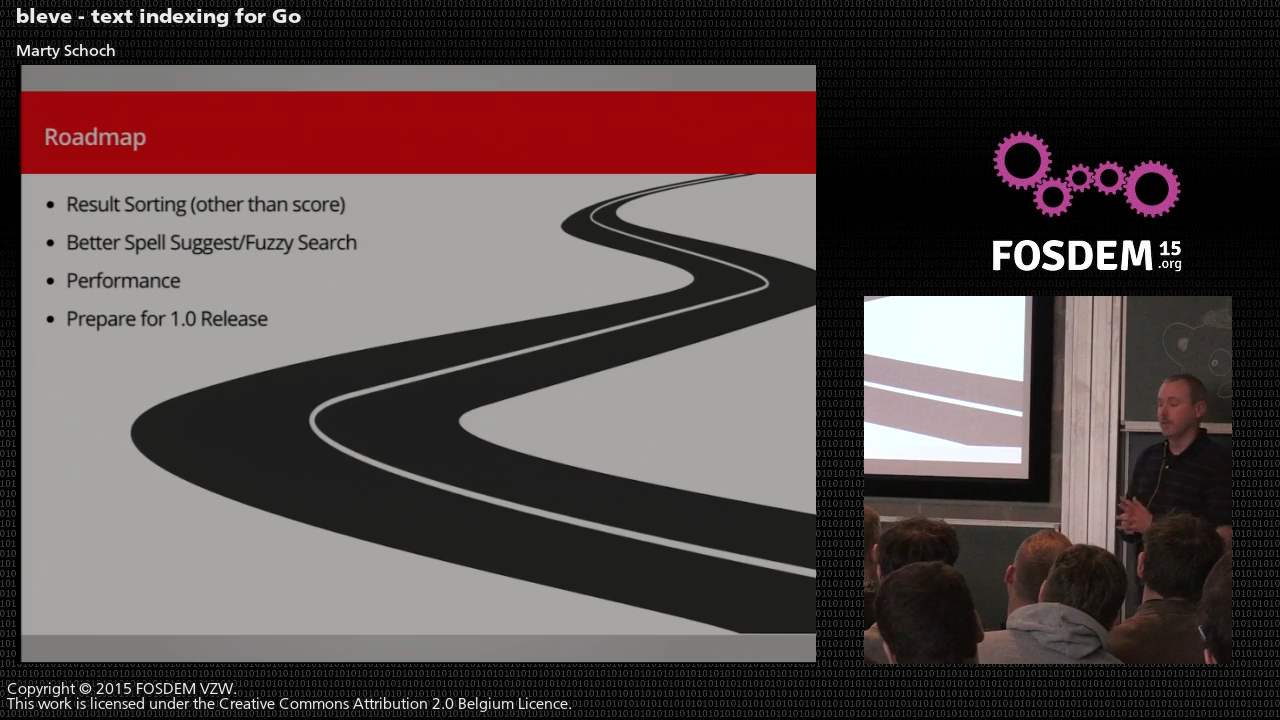 bleve - text indexing for Go
Marty Schoch
Roadmap
• Result Sorting (other than score)
• Better Spell Suggest/Fuzzy Search
• Performance
• Prepare for 1.0 Release
FOSDEM 15
.org
Copyright © 2015 FOSDEM VZW.
This work is licensed under the Creative Commons Attribution 2.0 Belgium Licence.